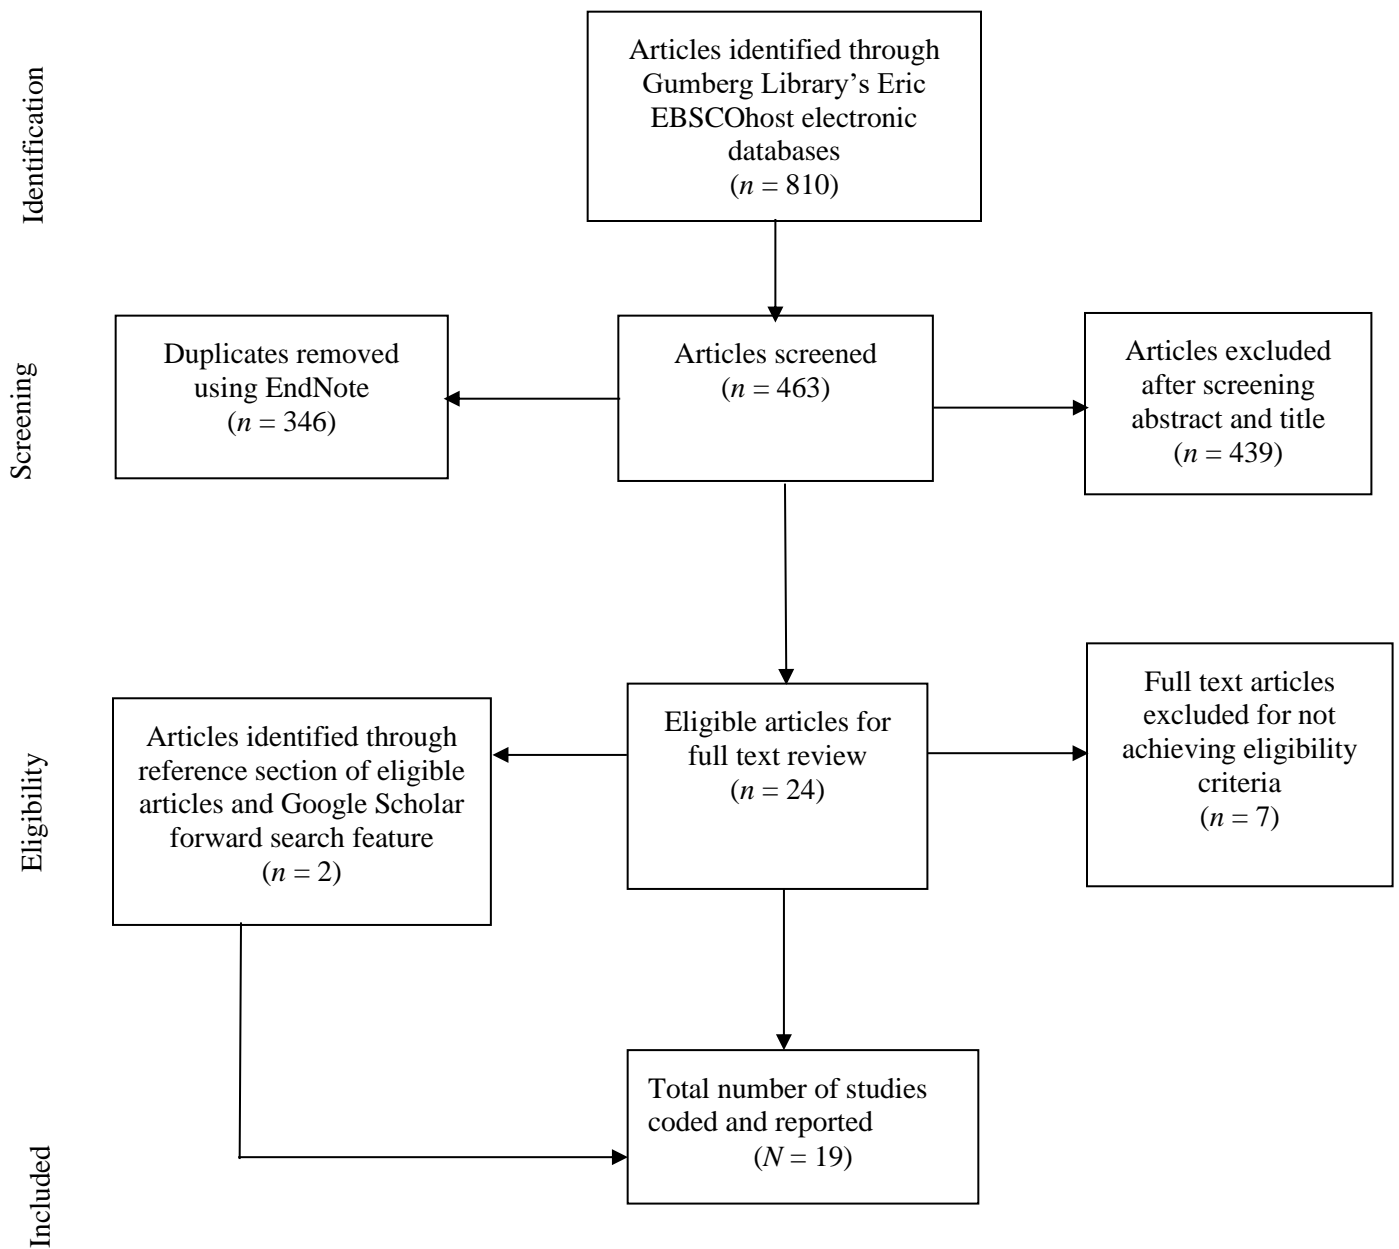 Identification
Articles identified through
Gumberg Library’s Eric
EBSCOhost electronic
databases
(n = 810)
Screening
Duplicates removed
using EndNote
(n = 346)
Articles screened
(n = 463)
Articles excluded
after screening
abstract and title
(n = 439)
Eligibility
Articles identified through
reference section of eligible
articles and Google Scholar
forward search feature
(n = 2)
Eligible articles for
full text review
(n = 24)
Full text articles
excluded for not
achieving eligibility
criteria
(n = 7)
Included
Total number of studies
coded and reported
(N = 19)